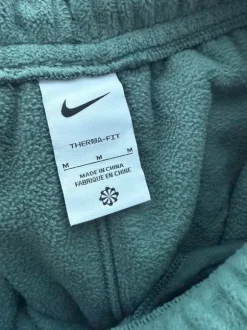 THERMA-FIT
M M M
MADE IN CHINA
FABRIQUÉ EN CHINE